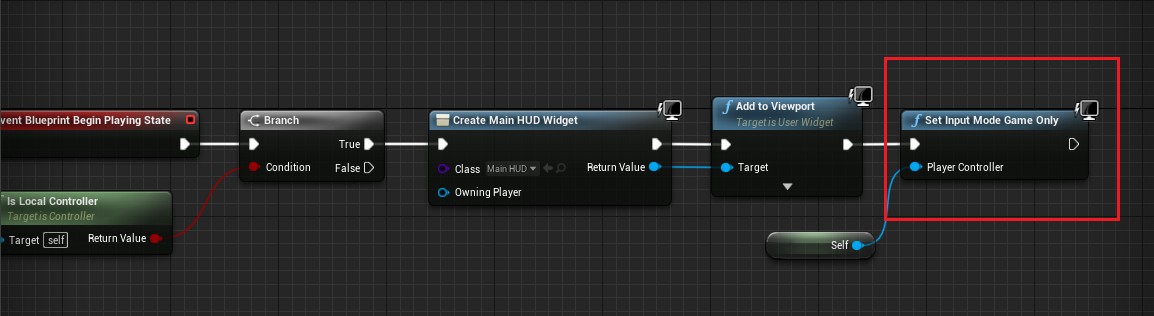 vent Blueprint Begin Playing State
Is Local Controller
Target is Controller
Target self Return Value
Branch
True
Condition False
Create Main HUD Widget
Class Main HUD Return Value
Owning Player
Add to Viewport
Target is User Widget
Target
Self
Set Input Mode Game Only
Player Controller